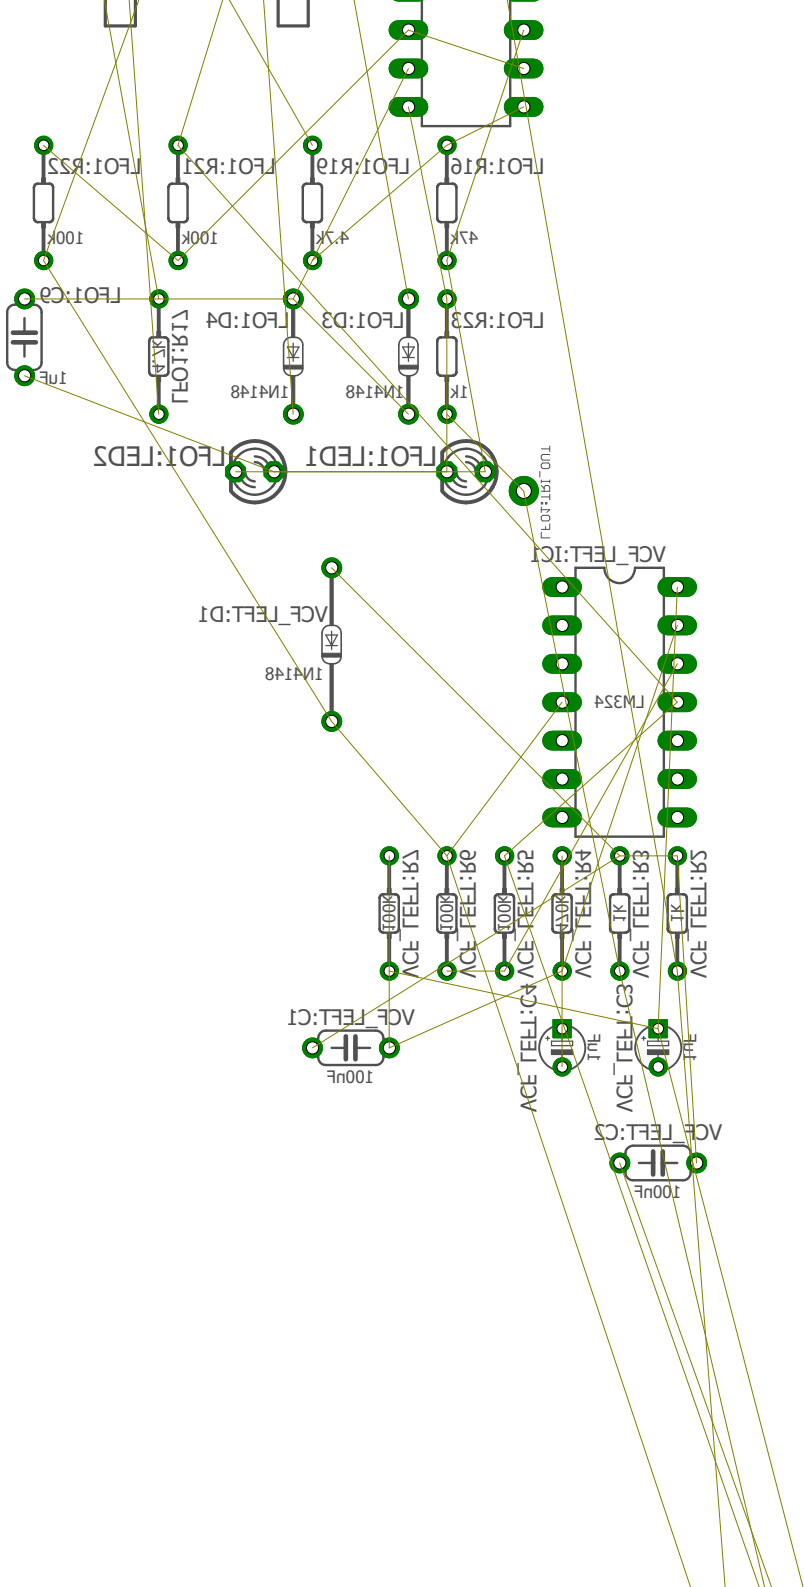 LFO1:R22
LFO1:R21
LFO1:R19
LFO1:R16
100k
100k
4.7k
47k
LFO1:C9
LFO1:D4
LFO1:D3
LFO1:R23
LFO1:R17
4.7k
1uF
1N4148
1N4148
1k
LFO1:LED2
LFO1:LED1
LFO1:TRI_OUT
VCF_LEFT:IC1
VCF_LEFT:D1
1N4148
LM324
VCF_LEFT:R7
100k
VCF_LEFT:R6
100k
VCF_LEFT:R5
100k
VCF_LEFT:R4
470k
VCF_LEFT:R3
1K
VCF_LEFT:R2
1K
VCF_LEFT:C1
100nF
VCF_LEFT:C4
1uF
VCF_LEFT:C3
1uF
VCF_LEFT:C2
100nF